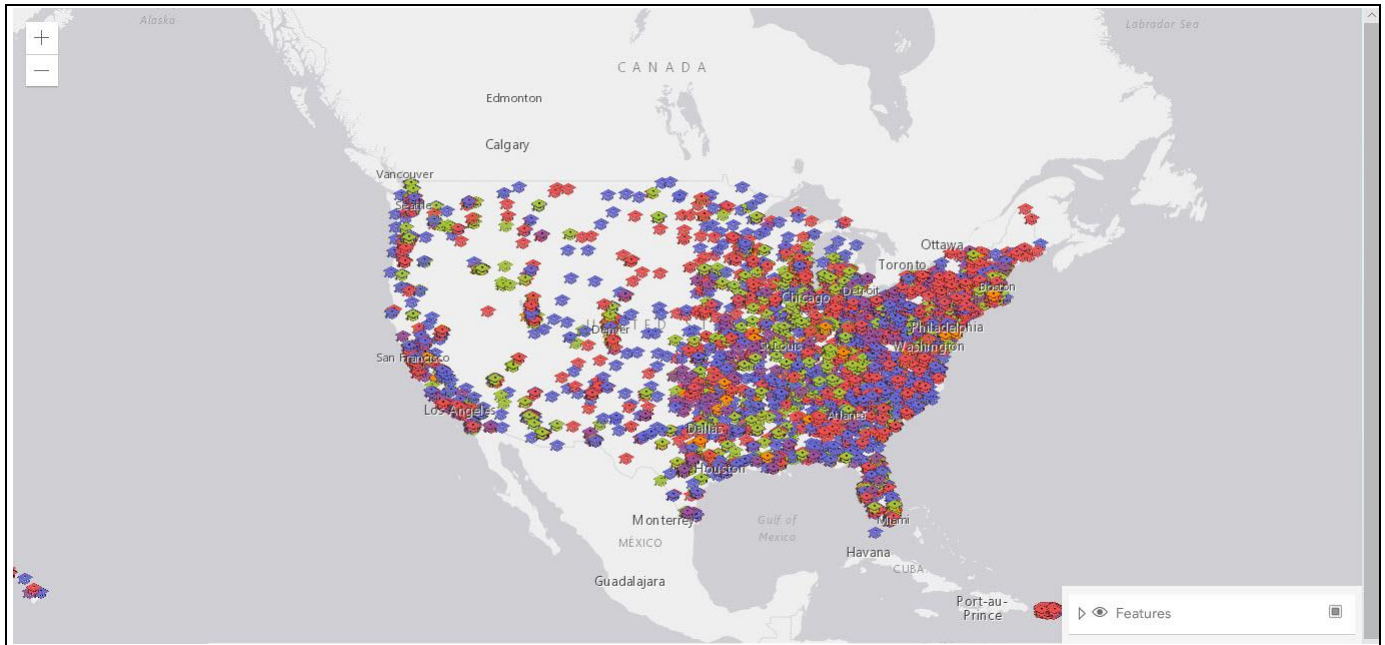 Alaska
Labrador Sea
+
CANADA
—
Edmonton
Calgary
Vancouver
Seattle
Ottawa
Toronto
Boston
Detroit
Chicago
Denver
Philadelphia
St Louis
Washington
San Francisco
Los Angeles
Atlanta
Dallas
Houston
Monterrey
Gulf of
Mexico
Miami
MÉXICO
Havana
CUBA
Guadalajara
Port-au-
Prince
Features